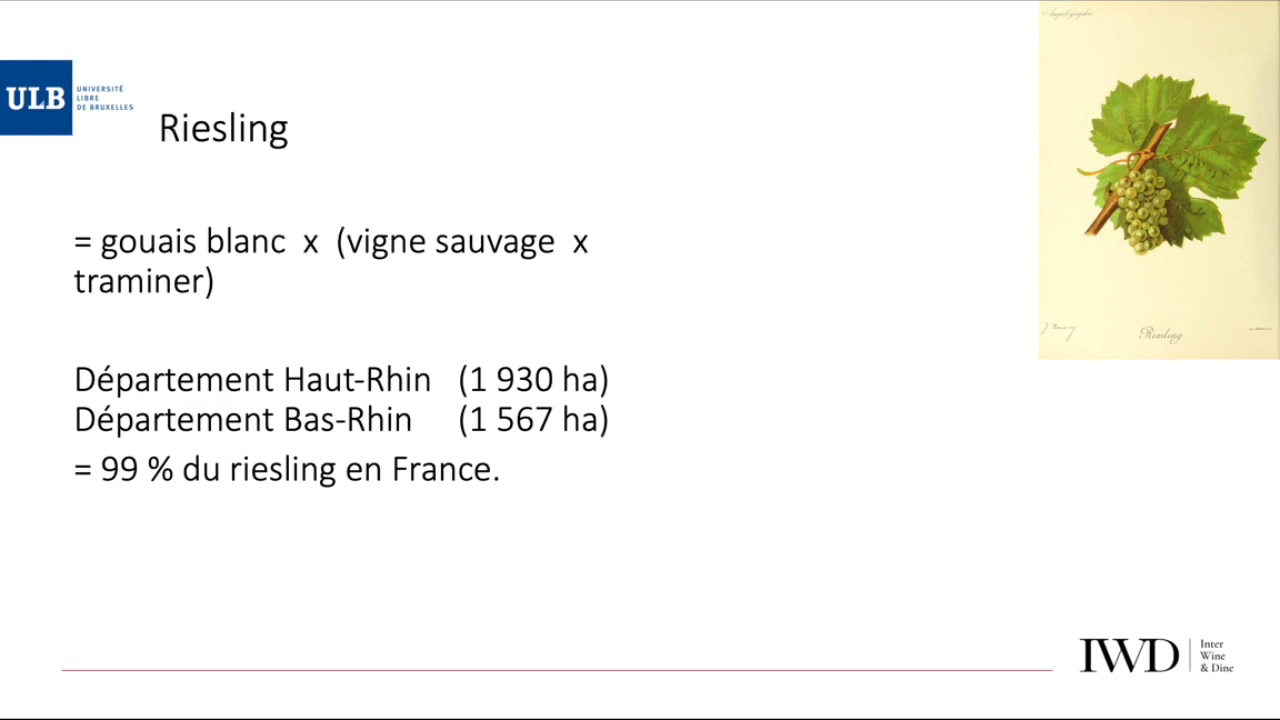 Ampélographie
ULB
UNIVERSITÉ
LIBRE
DE BRUXELLES
Riesling
= gouais blanc x (vigne sauvage x
traminer)
Département Haut-Rhin (1 930 ha)
Département Bas-Rhin (1 567 ha)
= 99 % du riesling en France.
Riesling
IWD
Inter
Wine
& Dine